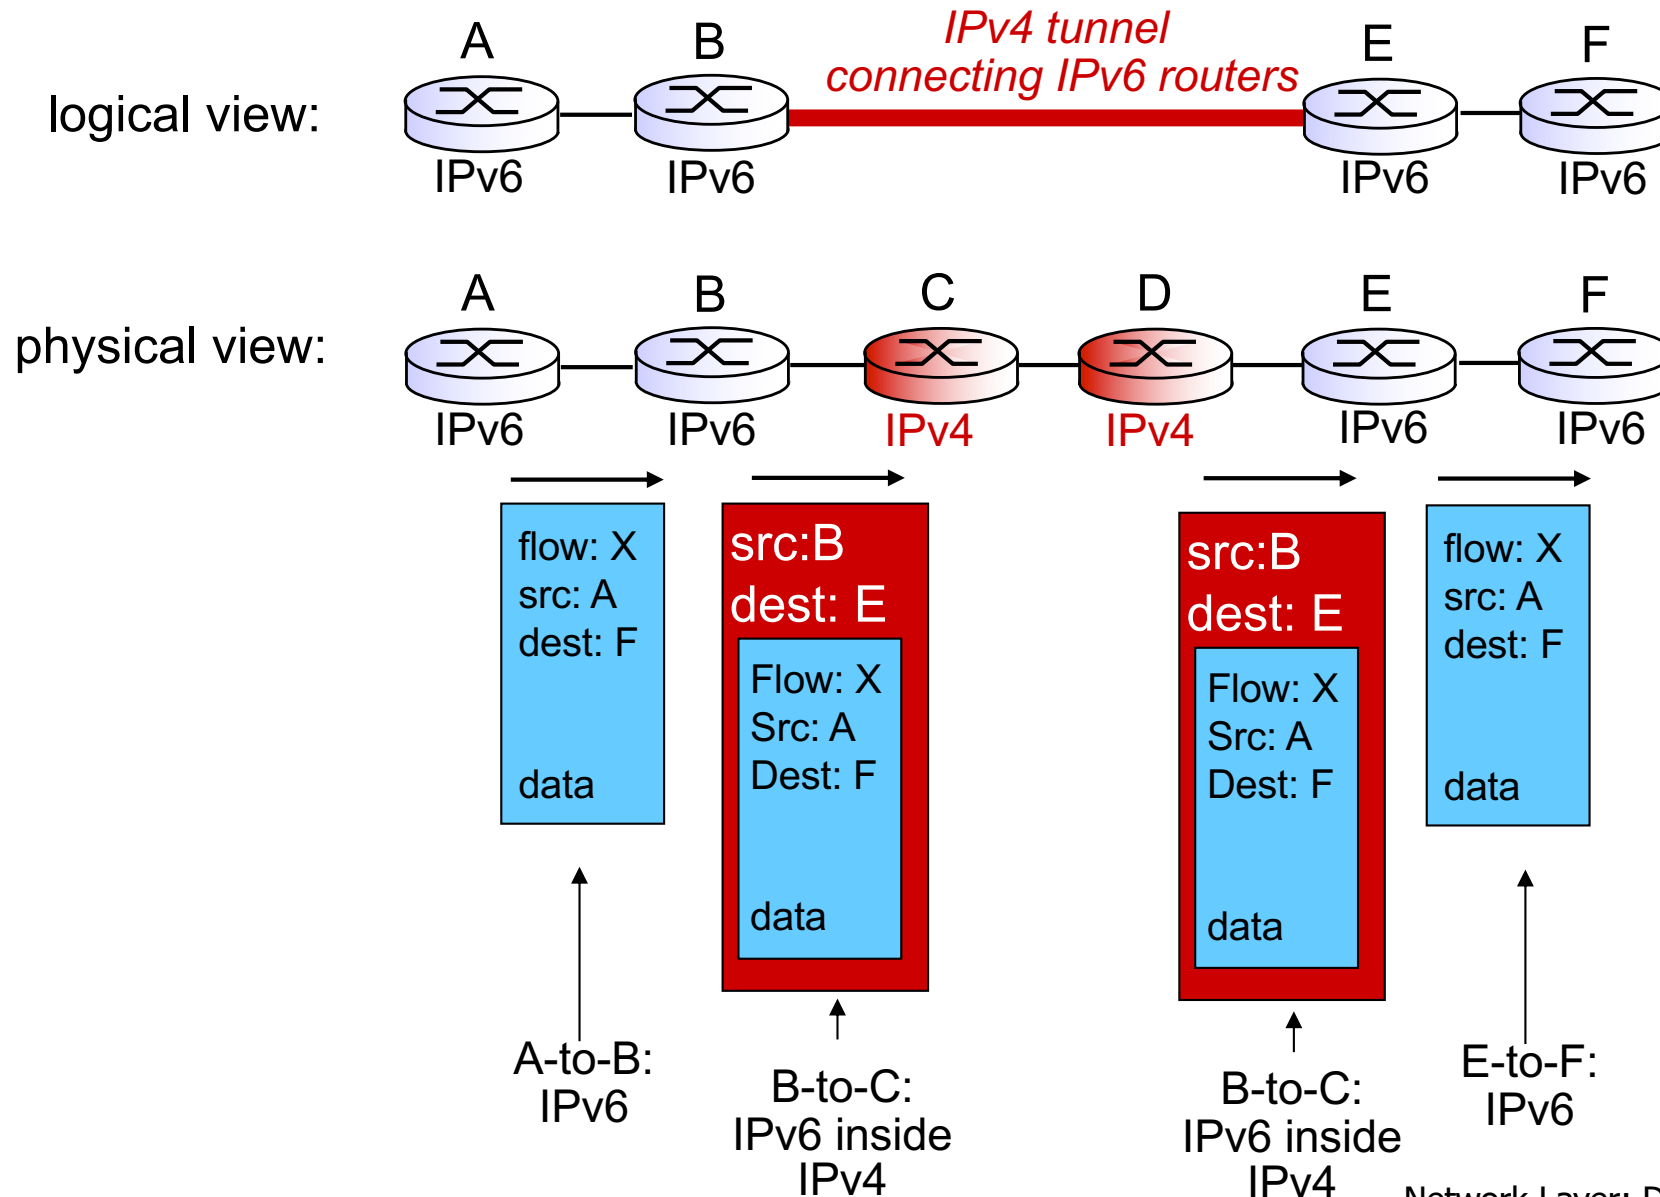 IPv4 tunnel
connecting IPv6 routers
A
B
E
F
logical view:
IPv6
IPv6
IPv6
IPv6
A
B
C
D
E
F
physical view:
IPv6
IPv6
IPv4
IPv4
IPv6
IPv6
flow: X
src: A
dest: F
data
src:B
dest: E
Flow: X
Src: A
Dest: F
data
src:B
dest: E
Flow: X
Src: A
Dest: F
data
flow: X
src: A
dest: F
data
A-to-B:
IPv6
B-to-C:
IPv6 inside
IPv4
B-to-C:
IPv6 inside
IPv4
E-to-F:
IPv6
Network Layer: D